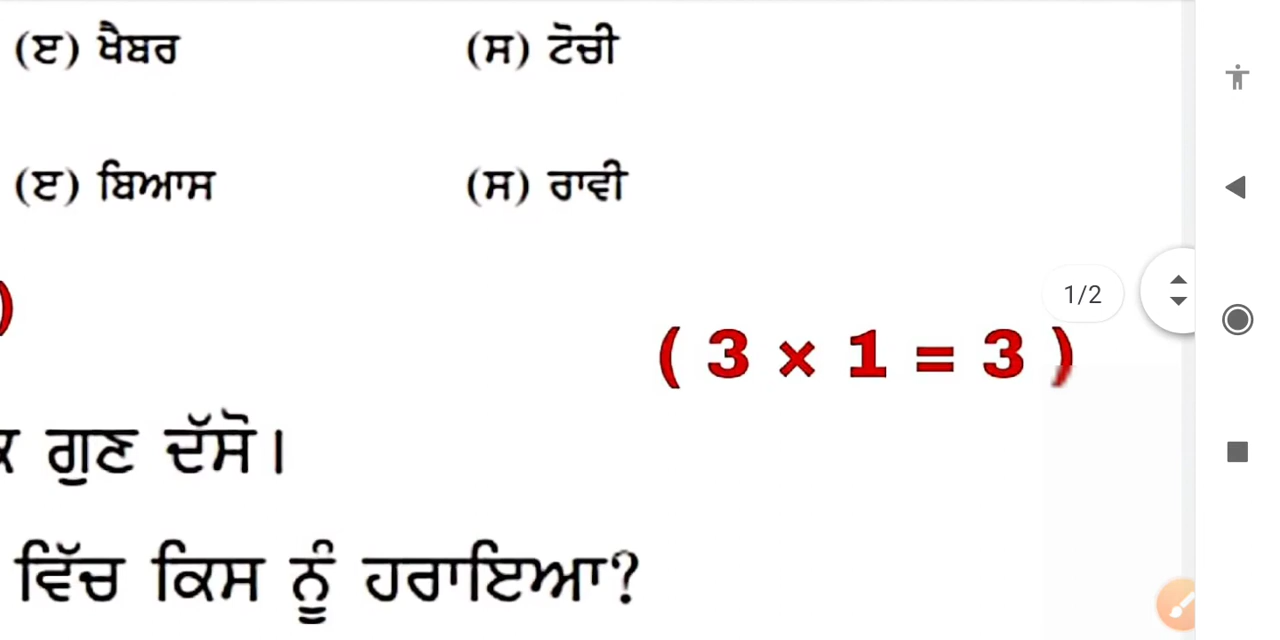 (ੲ) ਖੈਬਰ (ਸ) ਟੋਚੀ
(ੲ) ਬਿਆਸ (ਸ) ਰਾਵੀ
)
1/2
( 3 × 1 = 3 )
ਗੁਣ ਦੱਸੋ।
ਵਿੱਚ ਕਿਸ ਨੂੰ ਹਰਾਇਆ?